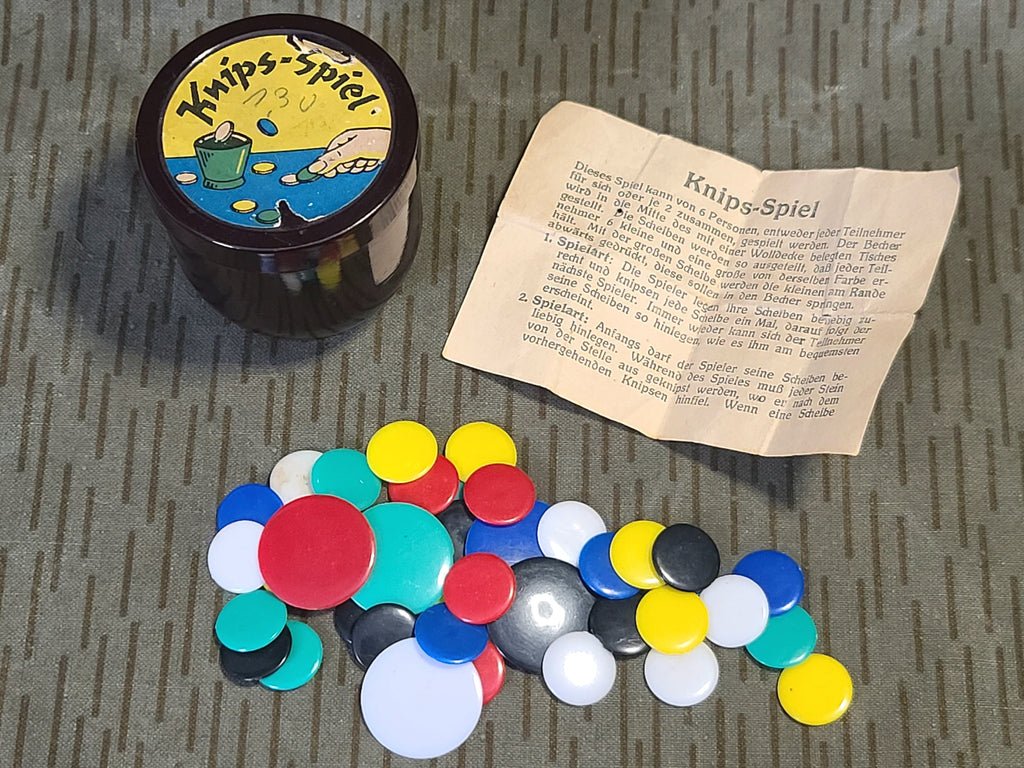 Knips-Spiel.
1,30
Knips-Spiel
Dieses Spiel kann von 6 Personen, entweder jeder Teilnehmer
für sich oder je 2 zusammen, gespielt werden. Der Becher
wird in die Mitte des mit einer Wolldecke belegten Tisches
gestellt. Die Scheiben werden so ausgeteilt, daß jeder Teil-
nehmer 6 kleine und eine große von derselben Farbe er-
hält. Mit der großen Scheibe werden die kleinen am Rande
abwärts gedrückt, diese sollen in den Becher springen.
1. Spielart: Die Spieler legen ihre Scheiben beliebig zu-
recht und knipsen jede Scheibe ein Mal, darauf folgt der
nächste Spieler. Immer wieder kann sich der Teilnehmer
seine Scheiben so hinlegen, wie es ihm am bequemsten
erscheint.
2. Spielart: Anfangs darf der Spieler seine Scheiben be-
liebig hinlegen. Während des Spieles muß jeder Stein
von der Stelle aus geknipst werden, wo er nach dem
vorhergehenden Knipsen hinfiel. Wenn eine Scheibe